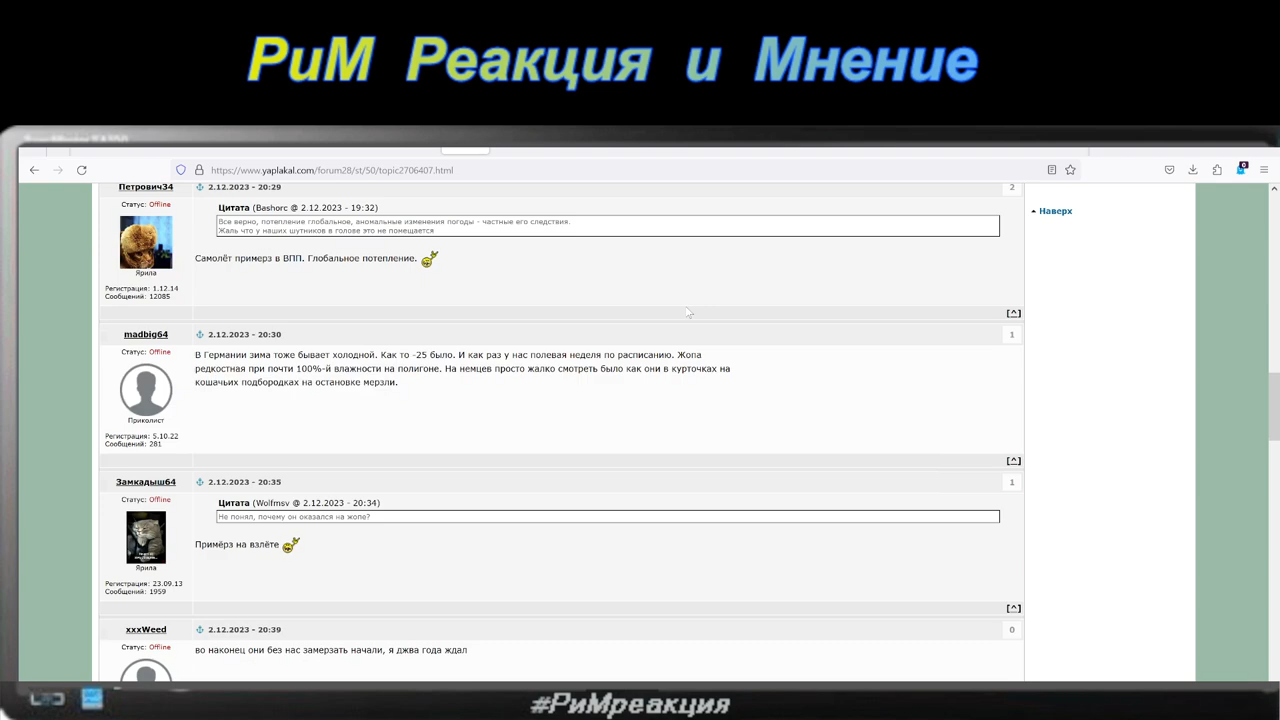 РиМ Реакция и Мнение
https://www.yaplakal.com/forum28/st/50/topic2706407.html
Петрович34
2.12.2023 - 20:29
2
Статус: Offline
Цитата (Bashorc @ 2.12.2023 - 19:32)
Все верно, потепление глобальное, аномальные изменения погоды - частные его следствия.
Жаль что у наших шутников в голове это не помещается
Самолёт примерз в ВПП. Глобальное потепление.
Ярила
Регистрация: 1.12.14
Сообщений: 12085
[^]
Наверх
madbig64
2.12.2023 - 20:30
1
Статус: Offline
В Германии зима тоже бывает холодной. Как то -25 было. И как раз у нас полевая неделя по расписанию. Жопа
редкостная при почти 100%-й влажности на полигоне. На немцев просто жалко смотреть было как они в курточках на
кошачьих подбородках на остановке мерзли.
Приколист
Регистрация: 5.10.22
Сообщений: 281
[^]
Замкадыш64
2.12.2023 - 20:35
1
Статус: Offline
Цитата (Wolfmsv @ 2.12.2023 - 20:34)
Не понял, почему он оказался на жопе?
Примёрз на взлёте
Ярила
Регистрация: 23.09.13
Сообщений: 1959
[^]
xxxWeed
2.12.2023 - 20:39
0
Статус: Offline
во наконец они без нас замерзать начали, я джва года ждал
#РиМреакция